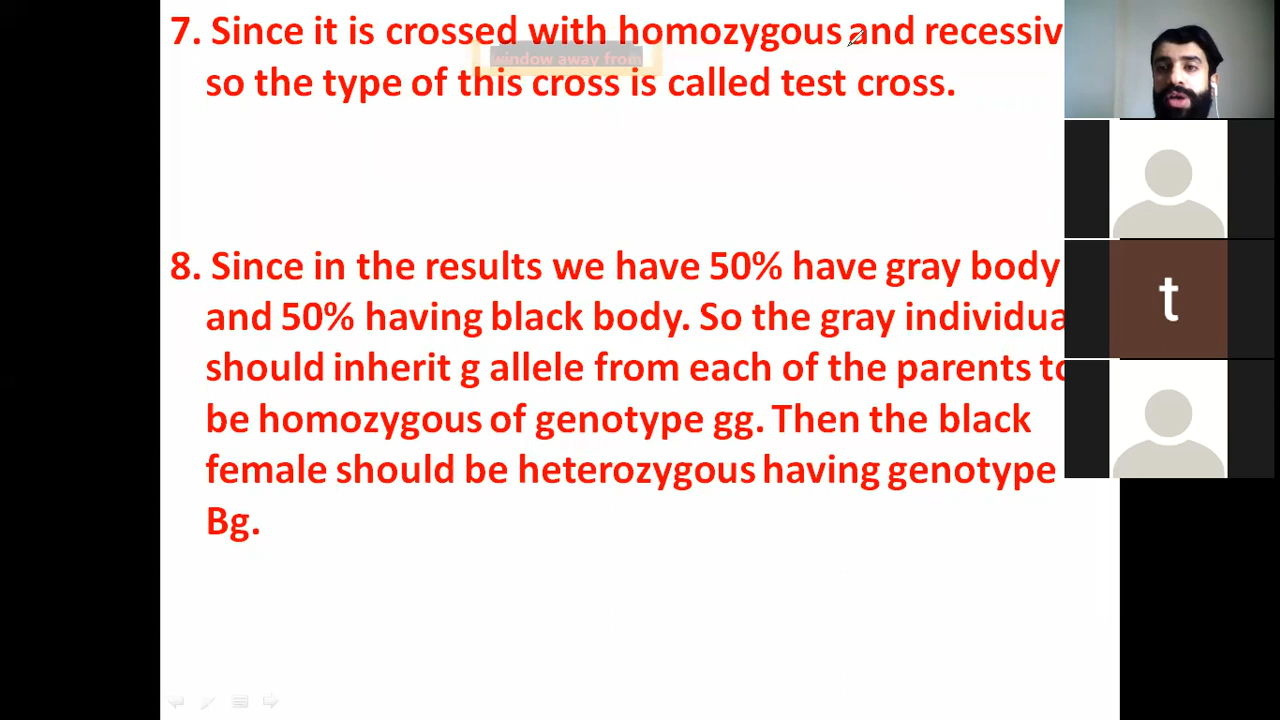 7. Since it is crossed with homozygous and recessiv
so the type of this cross is called test cross.
window away from
8. Since in the results we have 50% have gray body
and 50% having black body. So the gray individua
should inherit g allele from each of the parents to
be homozygous of genotype gg. Then the black
female should be heterozygous having genotype
Bg.
t